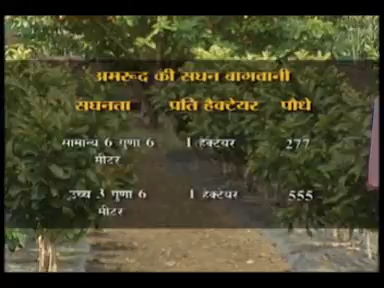 अमरूद की सघन बागवानी
सघनता प्रति हेक्टेयर पौधे
सामान्य 6 गुणा 6 1 हेक्टेयर 277
मीटर
उच्च 3 गुणा 6 1 हेक्टेयर 555
मीटर